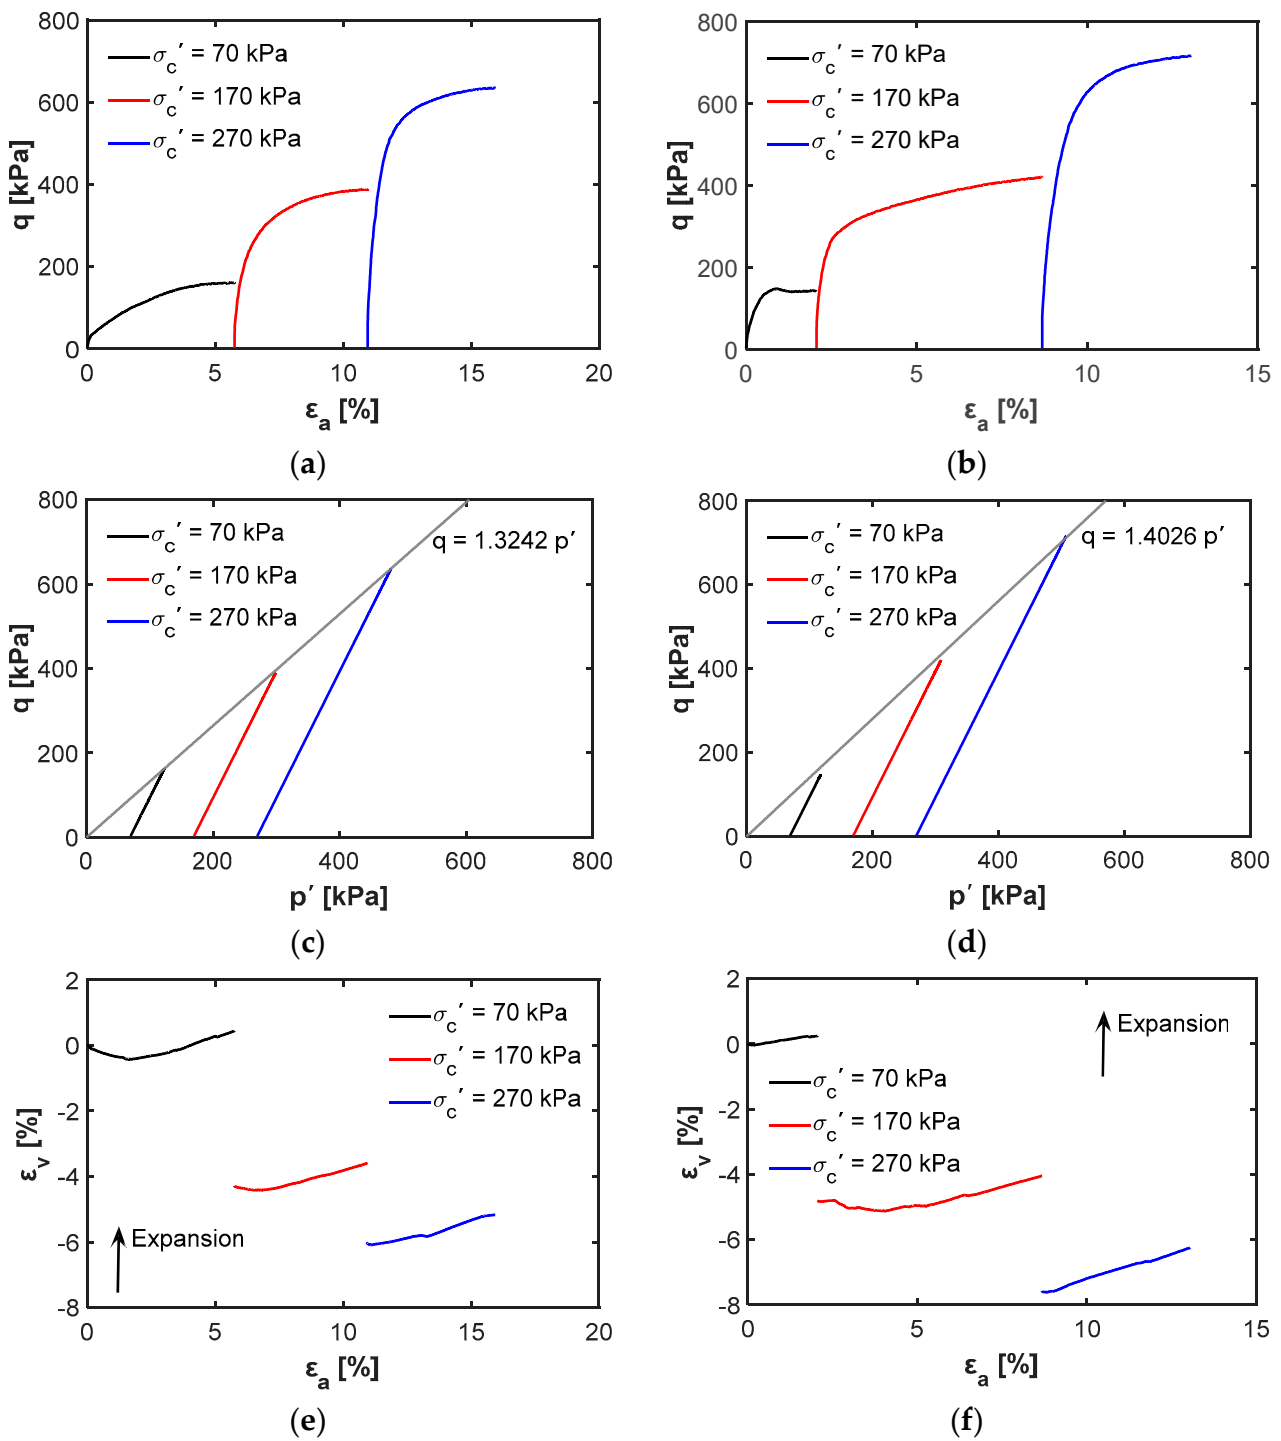 800
600
400
200
0
q [kPa]
σc′ = 70 kPa
σc′ = 170 kPa
σc′ = 270 kPa
0 5 10 15 20
εa [%]
(a)
800
600
400
200
0
q [kPa]
σc′ = 70 kPa
σc′ = 170 kPa
σc′ = 270 kPa
0 5 10 15
εa [%]
(b)
800
600
400
200
0
q [kPa]
σc′ = 70 kPa
σc′ = 170 kPa
σc′ = 270 kPa
q = 1.3242 p′
0 200 400 600 800
p′ [kPa]
(c)
800
600
400
200
0
q [kPa]
σc′ = 70 kPa
σc′ = 170 kPa
σc′ = 270 kPa
q = 1.4026 p′
0 200 400 600 800
p′ [kPa]
(d)
2
0
-2
-4
-6
-8
εv [%]
σc′ = 70 kPa
σc′ = 170 kPa
σc′ = 270 kPa
Expansion
0 5 10 15 20
εa [%]
(e)
2
0
-2
-4
-6
-8
εv [%]
Expansion
σc′ = 70 kPa
σc′ = 170 kPa
σc′ = 270 kPa
0 5 10 15
εa [%]
(f)